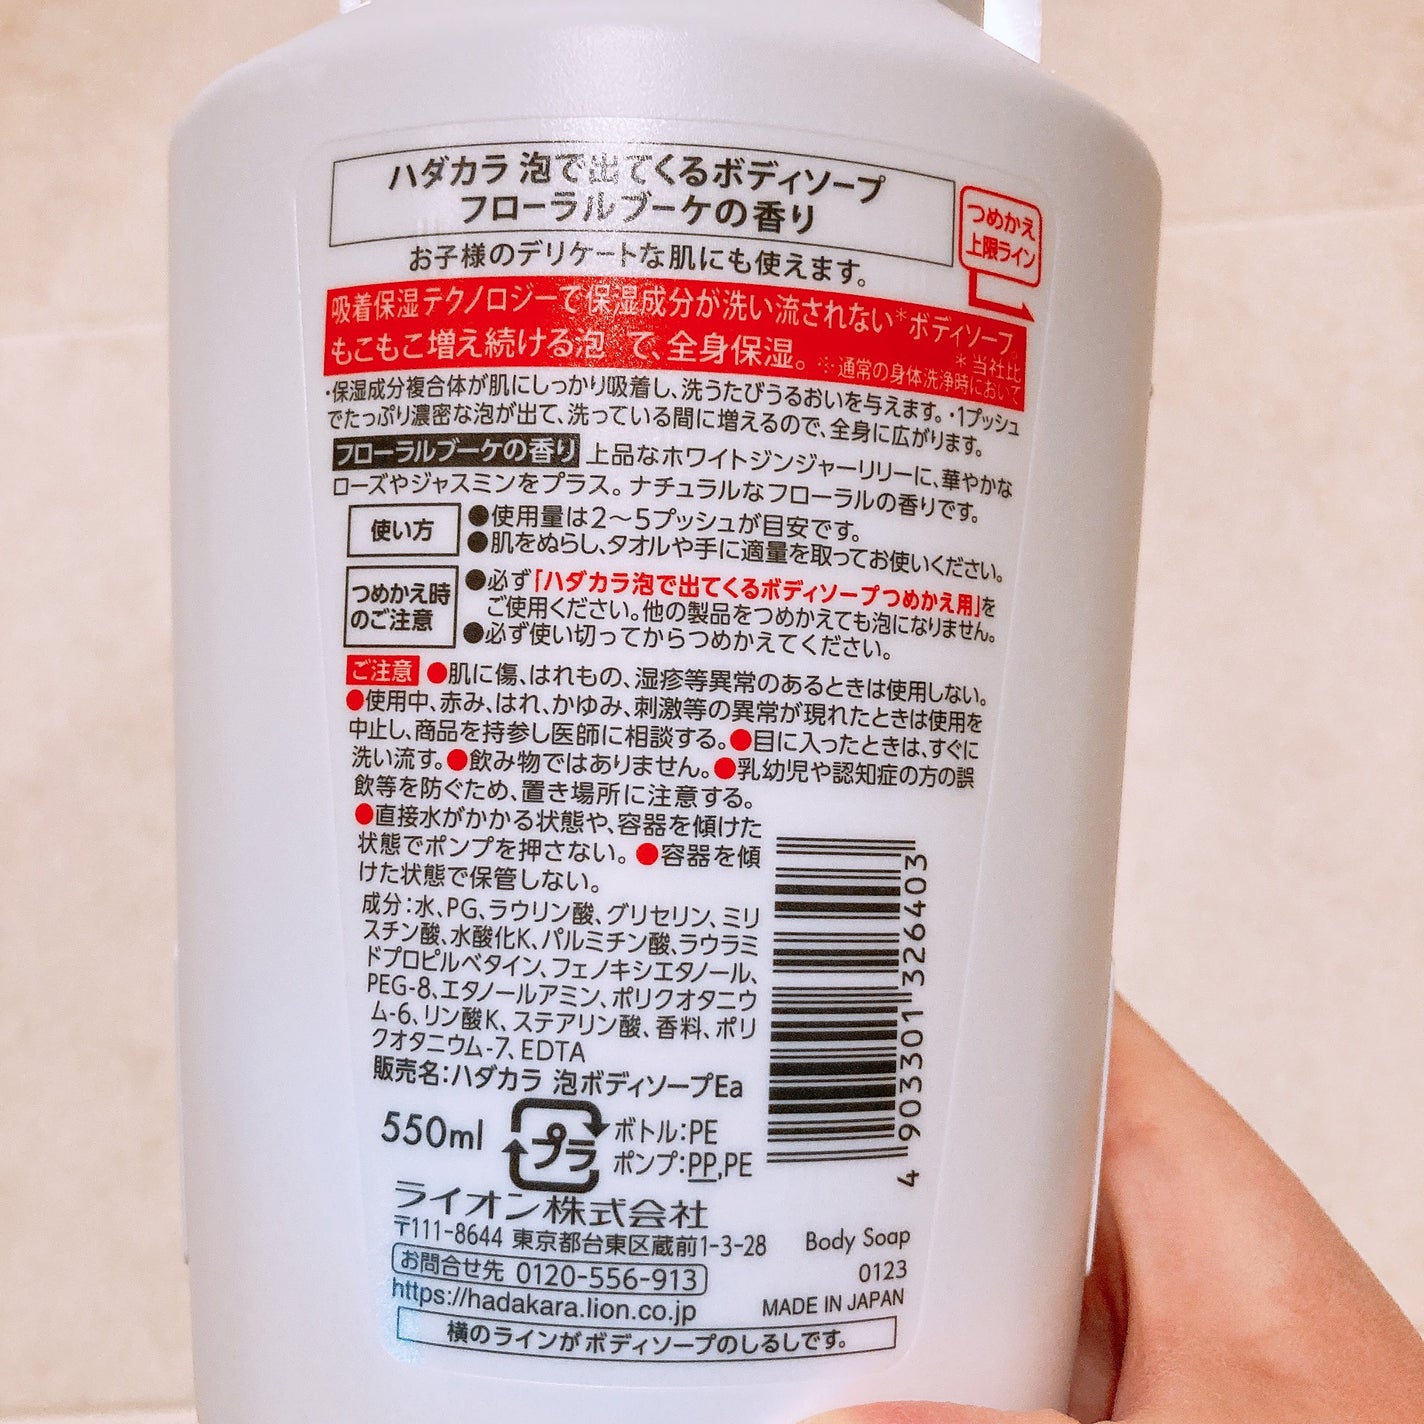 ハダカラ 泡で出てくるボディソープ
フローラルブーケの香り
つめかえ
上限ライン
お子様のデリケートな肌にも使えます。
吸着保湿テクノロジーで保湿成分が洗い流されない*ボディソープ。
もこもこ増え続ける泡※で、全身保湿。
*当社比
※通常の身体洗浄時において
・保湿成分複合体が肌にしっかり吸着し、洗うたびうるおいを与えます。・1プッシュ
でたっぷり濃密な泡が出て、洗っている間に増えるので、全身に広がります。
フローラルブーケの香り 上品なホワイトジンジャーリリーに、華やかな
ローズやジャスミンをプラス。ナチュラルなフローラルの香りです。
使い方
●使用量は2～5プッシュが目安です。
●肌をぬらし、タオルや手に適量を取ってお使いください。
つめかえ時
のご注意
●必ず「ハダカラ泡で出てくるボディソープつめかえ用」を
ご使用ください。他の製品をつめかえても泡になりません。
●必ず使い切ってからつめかえてください。
ご注意 ●肌に傷、はれもの、湿疹等異常のあるときは使用しない。
●使用中、赤み、はれ、かゆみ、刺激等の異常が現れたときは使用を
中止し、商品を持参し医師に相談する。●目に入ったときは、すぐに
洗い流す。●飲み物ではありません。●乳幼児や認知症の方の誤
飲等を防ぐため、置き場所に注意する。
●直接水がかかる状態や、容器を傾けた
状態でポンプを押さない。●容器を傾
けた状態で保管しない。
成分：水、PG、ラウリン酸、グリセリン、ミリ
スチン酸、水酸化K、パルミチン酸、ラウラミ
ドプロピルベタイン、フェノキシエタノール、
PEG-8、エタノールアミン、ポリクオタニウ
ム-6、リン酸K、ステアリン酸、香料、ポリ
クオタニウム-7、EDTA
販売名：ハダカラ 泡ボディソープEa
4 903301 326403
550ml
プラ
ボトル：PE
ポンプ：PP,PE
ライオン株式会社
〒111-8644 東京都台東区蔵前1-3-28
お問合せ先 0120-556-913
https://hadakara.lion.co.jp
Body Soap
0123
MADE IN JAPAN
横のラインがボディソープのしるしです。